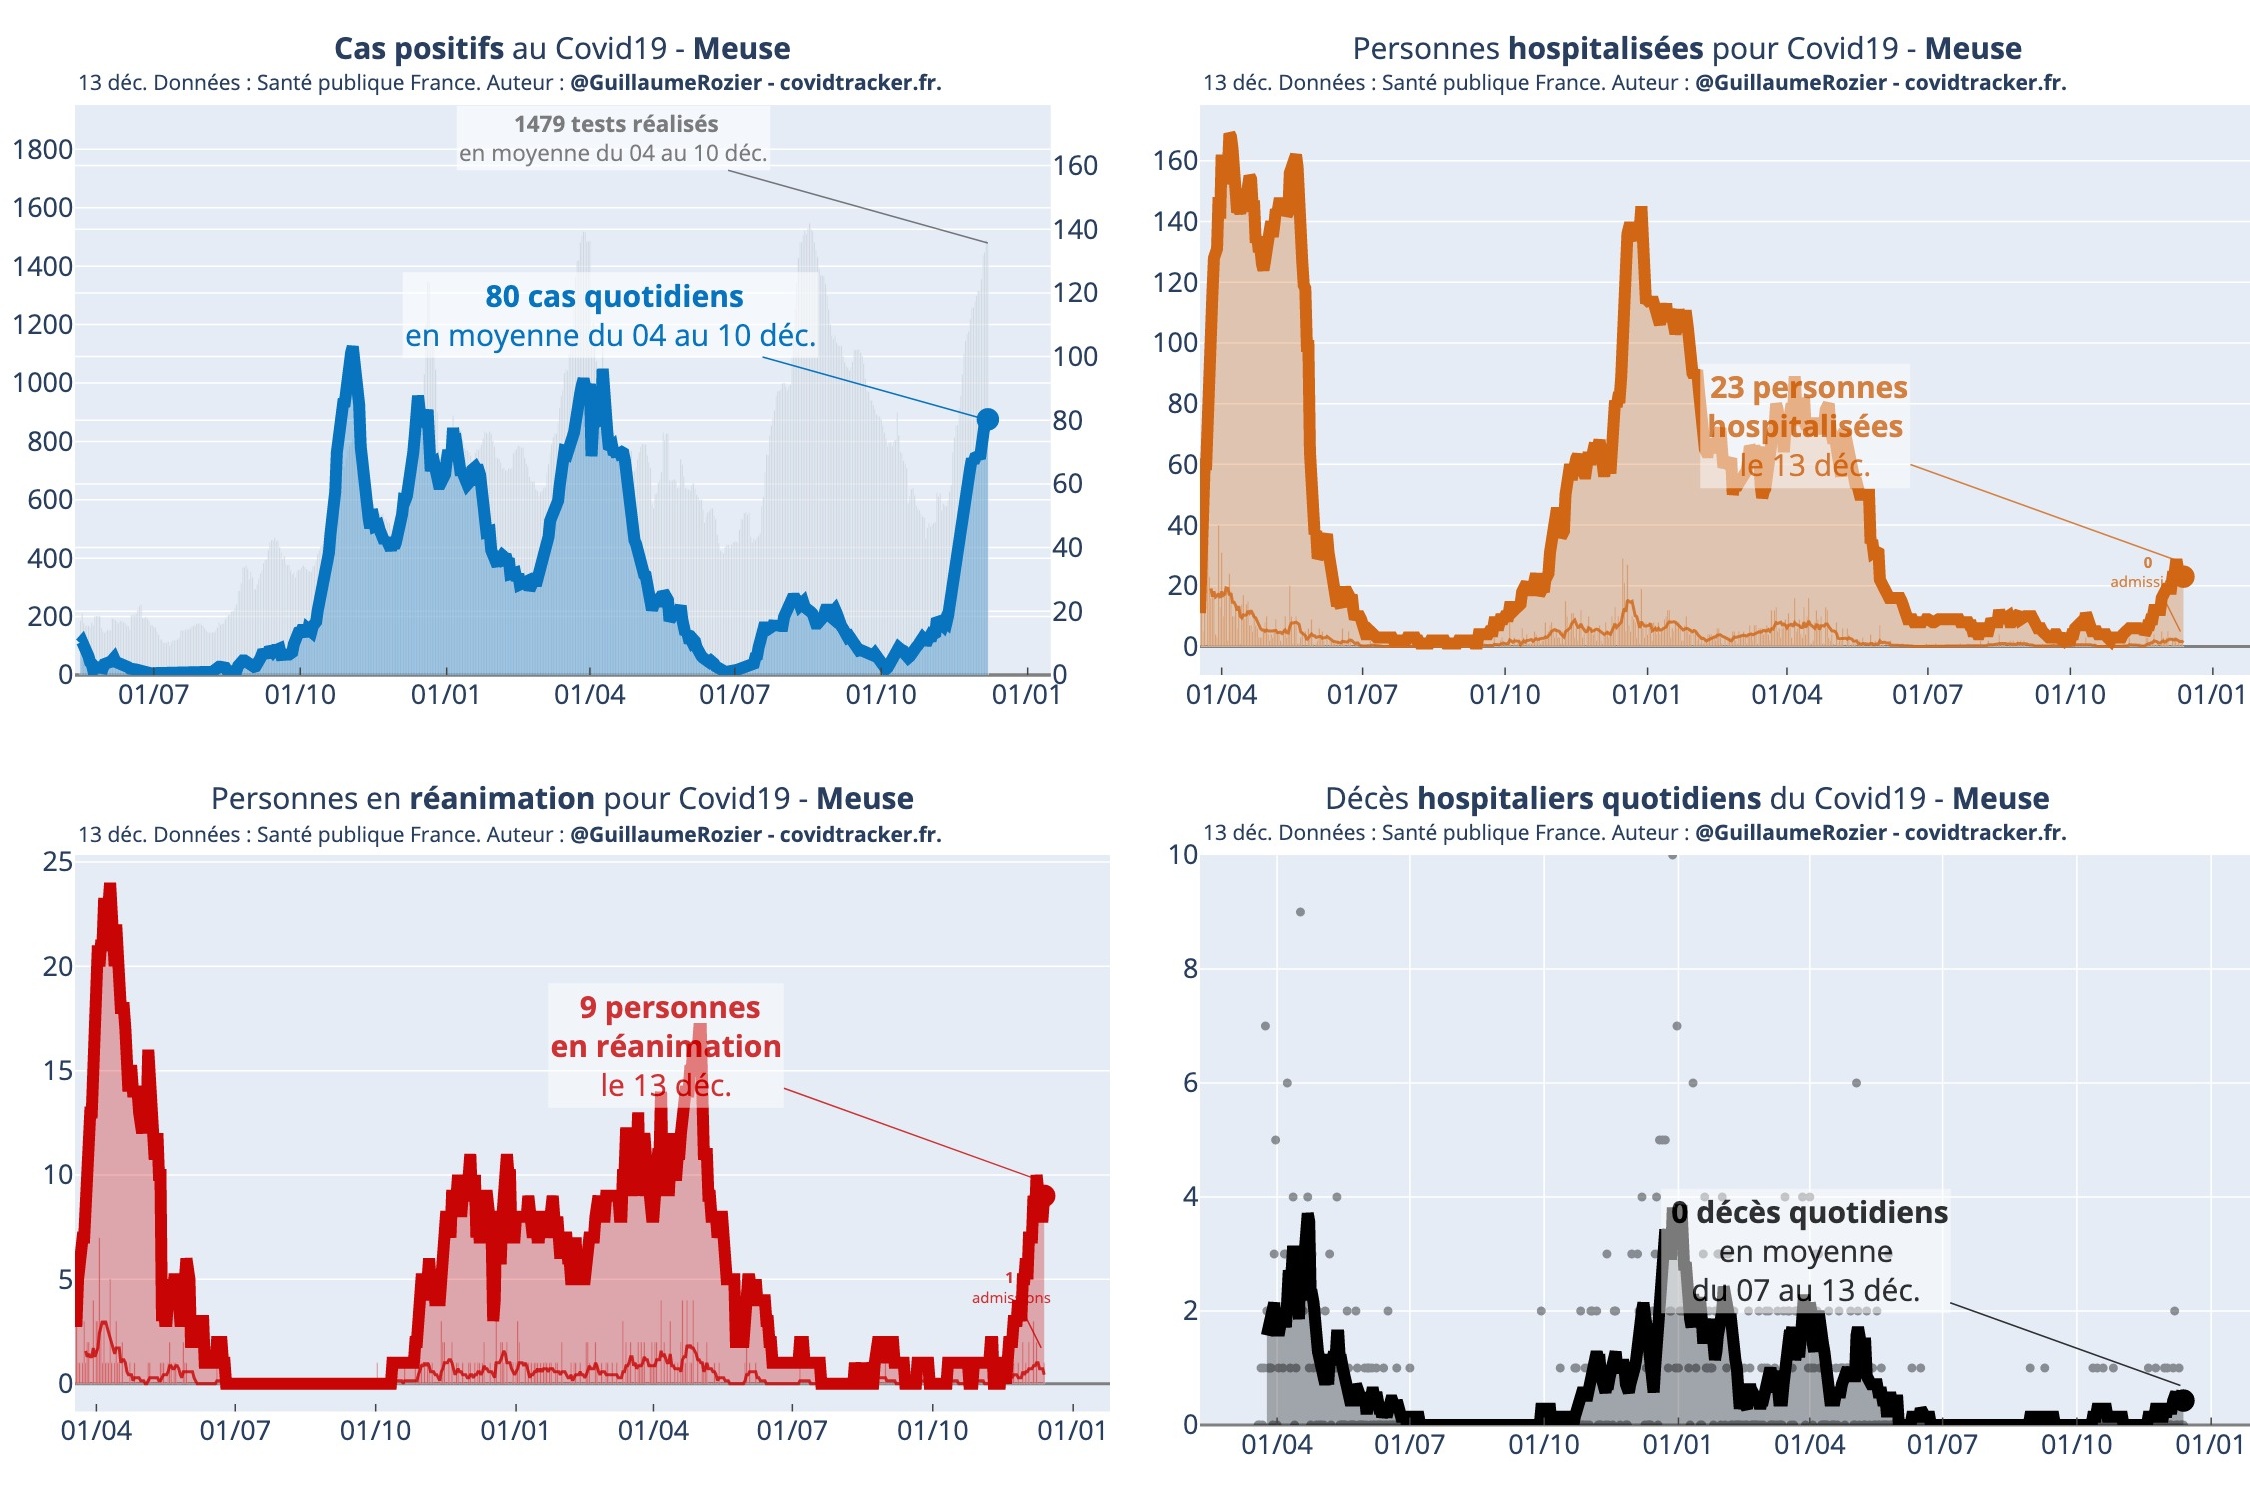 Cas positifs au Covid19 - Meuse
13 déc. Données : Santé publique France. Auteur : @GuillaumeRozier - covidtracker.fr.
1479 tests réalisés
en moyenne du 04 au 10 déc.
80 cas quotidiens
en moyenne du 04 au 10 déc.
1800
1600
1400
1200
1000
800
600
400
200
0
160
140
120
100
80
60
40
20
0
01/07 01/10 01/01 01/04 01/07 01/10 01/01
Personnes hospitalisées pour Covid19 - Meuse
13 déc. Données : Santé publique France. Auteur : @GuillaumeRozier - covidtracker.fr.
160
140
120
100
80
60
40
20
0
23 personnes
hospitalisées
le 13 déc.
0
01/04 01/07 01/10 01/01 01/04 01/07 01/10 01/01
Personnes en réanimation pour Covid19 - Meuse
13 déc. Données : Santé publique France. Auteur : @GuillaumeRozier - covidtracker.fr.
25
20
15
10
5
0
9 personnes
en réanimation
le 13 déc.
1
admissions
01/04 01/07 01/10 01/01 01/04 01/07 01/10 01/01
Décès hospitaliers quotidiens du Covid19 - Meuse
13 déc. Données : Santé publique France. Auteur : @GuillaumeRozier - covidtracker.fr.
10
8
6
4
2
0
0 décès quotidiens
en moyenne
du 07 au 13 déc.
01/04 01/07 01/10 01/01 01/04 01/07 01/10 01/01